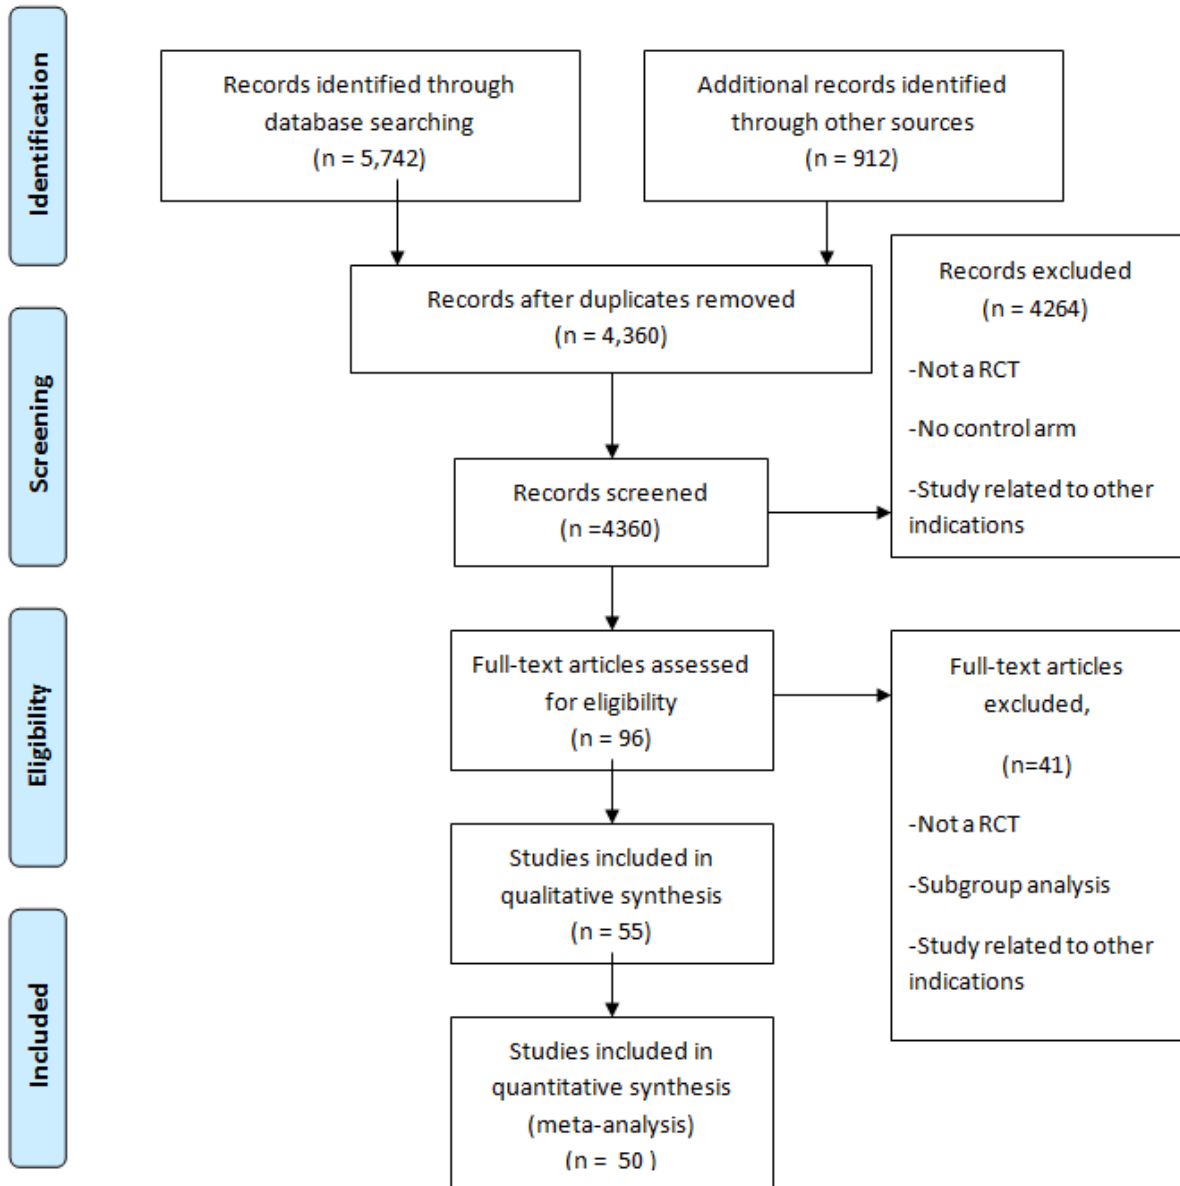 Identification
Records identified through
database searching
(n = 5,742)
Additional records identified
through other sources
(n = 912)
Records after duplicates removed
(n = 4,360)
Records excluded
(n = 4264)
-Not a RCT
-No control arm
-Study related to other
indications
Screening
Records screened
(n =4360)
Eligibility
Full-text articles assessed
for eligibility
(n = 96)
Full-text articles
excluded,
(n=41)
-Not a RCT
-Subgroup analysis
-Study related to other
indications
Studies included in
qualitative synthesis
(n = 55)
Included
Studies included in
quantitative synthesis
(meta-analysis)
(n = 50 )